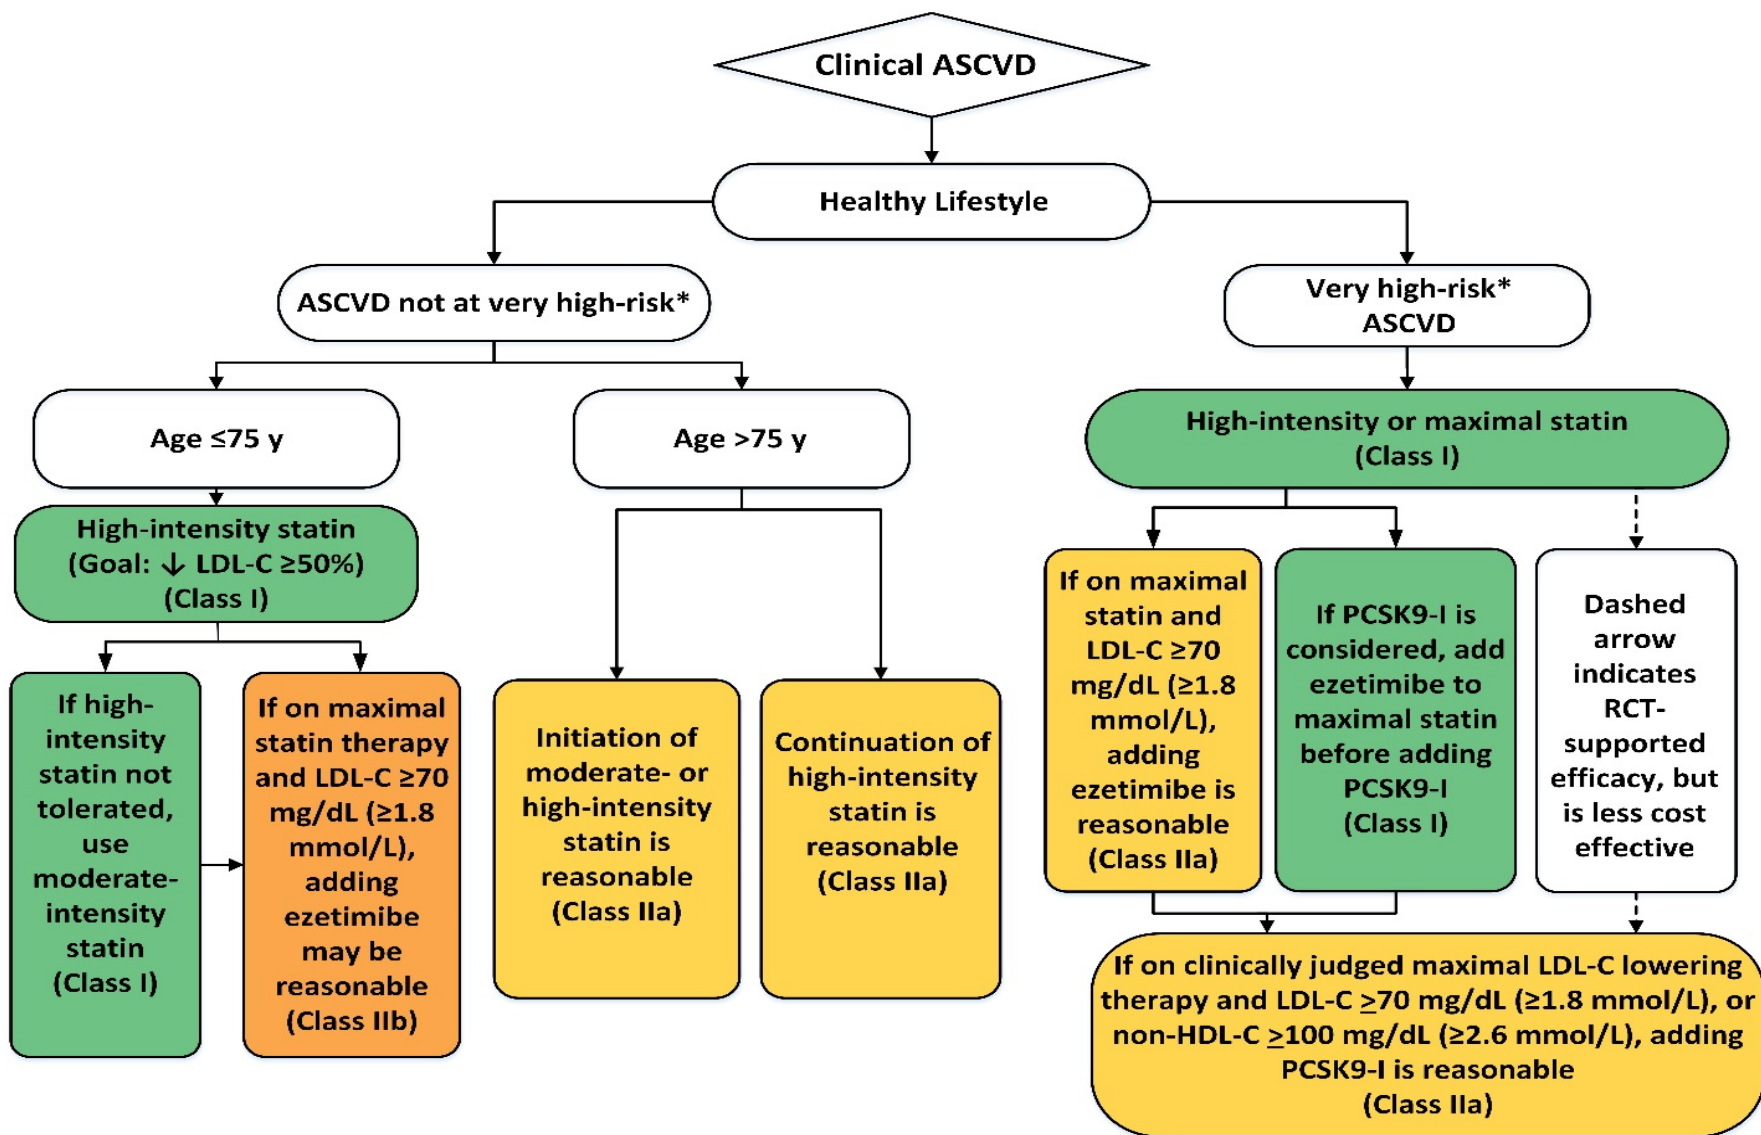 Clinical ASCVD
Healthy Lifestyle
ASCVD not at very high-risk*
Very high-risk*
ASCVD
Age ≤75 y
Age >75 y
High-intensity or maximal statin
(Class I)
High-intensity statin
(Goal: ↓ LDL-C ≥50%)
(Class I)
If high-
intensity
statin not
tolerated,
use
moderate-
intensity
statin
(Class I)
If on maximal
statin therapy
and LDL-C ≥70
mg/dL (≥1.8
mmol/L),
adding
ezetimibe
may be
reasonable
(Class IIb)
Initiation of
moderate- or
high-intensity
statin is
reasonable
(Class IIa)
Continuation of
high-intensity
statin is
reasonable
(Class IIa)
If on maximal
statin and
LDL-C ≥70
mg/dL (≥1.8
mmol/L),
adding
ezetimibe is
reasonable
(Class IIa)
If PCSK9-I is
considered, add
ezetimibe to
maximal statin
before adding
PCSK9-I
(Class I)
Dashed
arrow
indicates
RCT-
supported
efficacy, but
is less cost
effective
If on clinically judged maximal LDL-C lowering
therapy and LDL-C ≥70 mg/dL (≥1.8 mmol/L), or
non-HDL-C ≥100 mg/dL (≥2.6 mmol/L), adding
PCSK9-I is reasonable
(Class IIa)